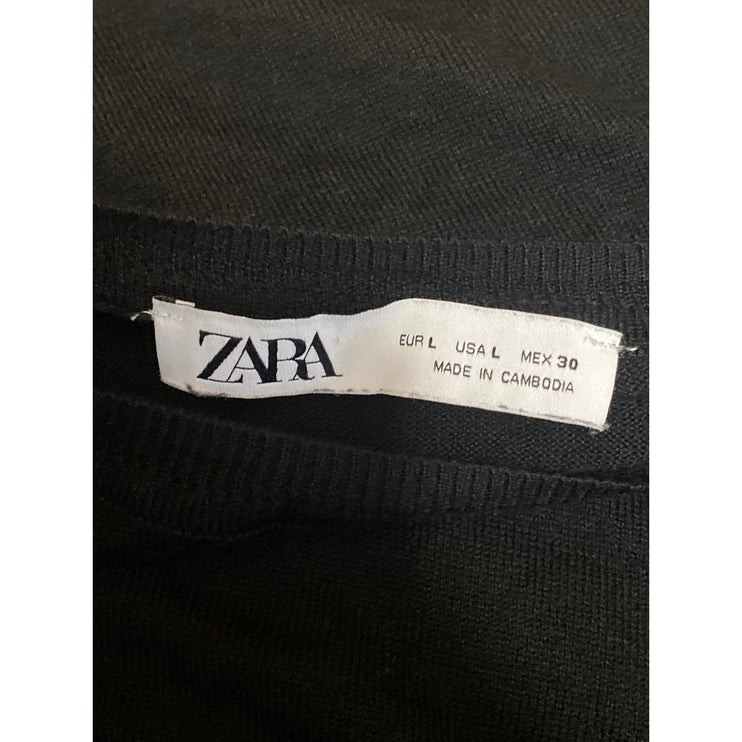 ZARA
EUR L USA L MEX 30
MADE IN CAMBODIA